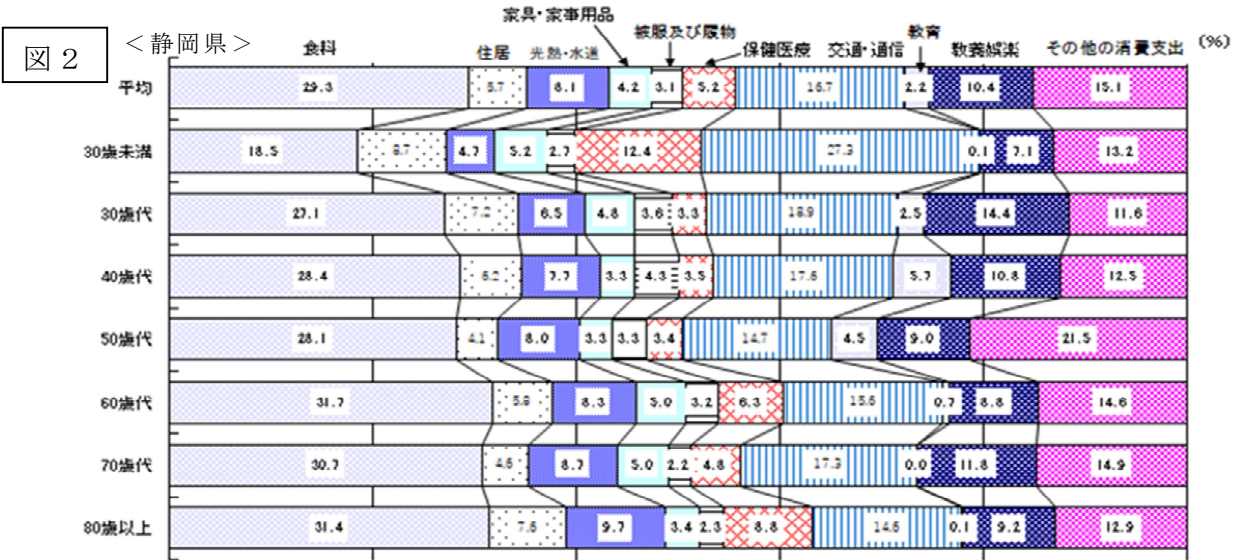 図2
<静岡県>
家具・家事用品
被服及び履物
教育
食料 住居 光熱・水道 保健医療 交通・通信 教養娯楽 その他の消費支出 (%)
平均 29.3 5.7 8.1 4.2 3.1 5.2 16.7 2.2 10.4 15.1
30歳未満 18.5 8.7 4.7 5.2 2.7 12.4 27.3 0.1 7.1 13.2
30歳代 27.1 7.2 6.5 4.8 3.6 3.3 18.9 2.5 14.4 11.6
40歳代 28.4 6.2 7.7 3.3 4.3 3.5 17.6 5.7 10.8 12.5
50歳代 28.1 4.1 8.0 3.3 3.3 3.4 14.7 4.5 9.0 21.5
60歳代 31.7 5.8 8.3 5.0 3.2 6.3 15.6 0.7 8.8 14.6
70歳代 30.7 4.6 8.7 5.0 2.2 4.8 17.3 0.0 11.8 14.9
80歳以上 31.4 7.6 9.7 3.4 2.3 8.8 14.6 0.1 9.2 12.9